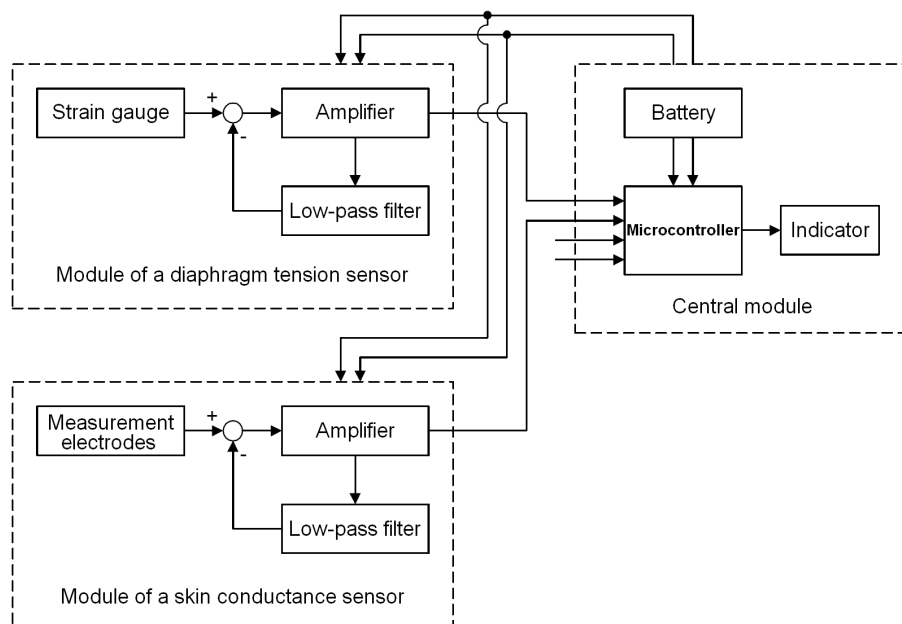 Strain gauge
+
-
Amplifier
Low-pass filter
Module of a diaphragm tension sensor
Battery
Microcontroller
Indicator
Central module
Measurement
electrodes
+
-
Amplifier
Low-pass filter
Module of a skin conductance sensor